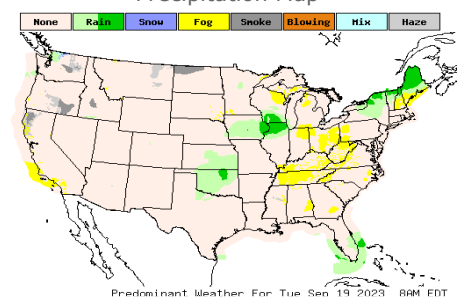 Precipitation Map
None Rain Snow Fog Smoke Blowing Mix Haze
Predominant Weather For Tue Sep 19 2023 8AM EDT